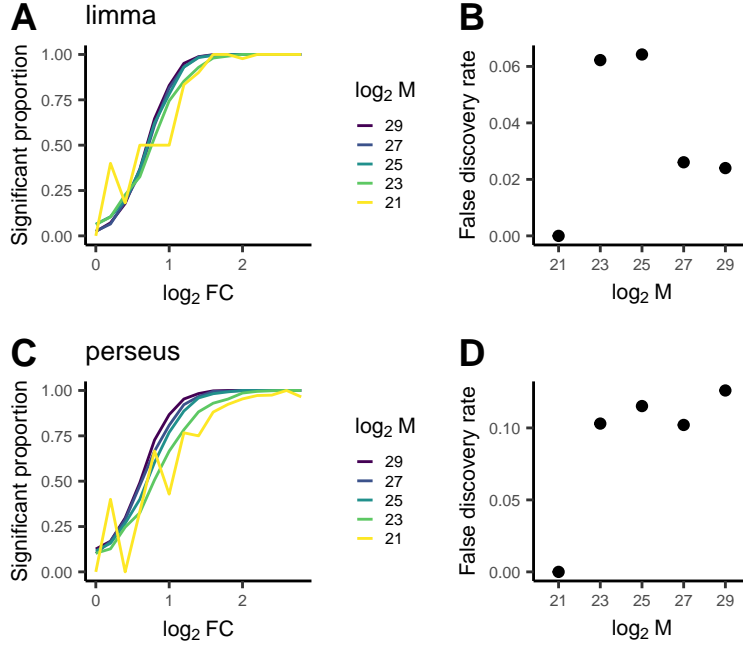 A limma
Significant proportion
1.00
0.75
0.50
0.25
0.00
0 1 2
log2 FC
log2 M
29
27
25
23
21
B
False discovery rate
0.06
0.04
0.02
0.00
21 23 25 27 29
log2 M
C perseus
Significant proportion
1.00
0.75
0.50
0.25
0.00
0 1 2
log2 FC
log2 M
29
27
25
23
21
D
False discovery rate
0.10
0.05
0.00
21 23 25 27 29
log2 M